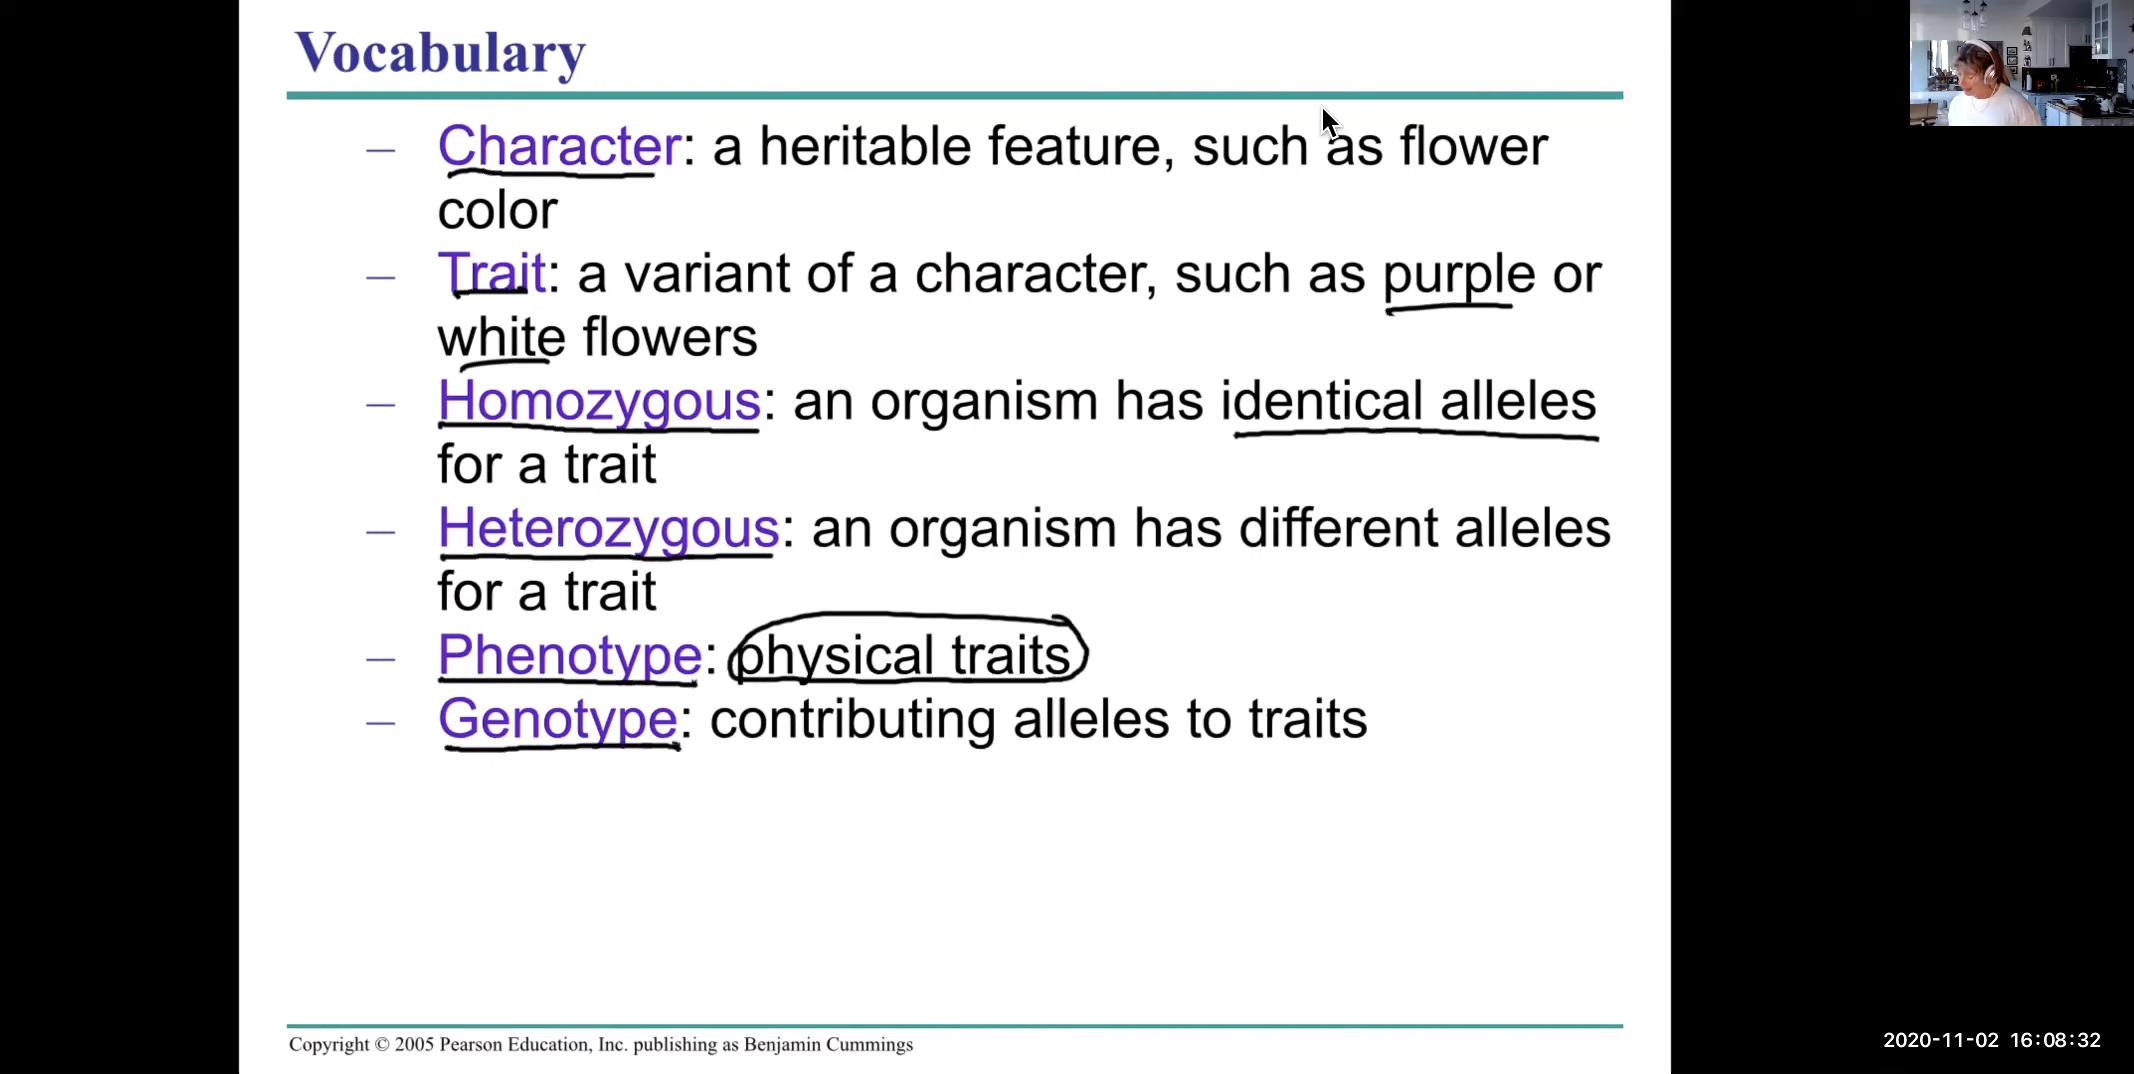 Vocabulary
– Character: a heritable feature, such as flower
color
– Trait: a variant of a character, such as purple or
white flowers
– Homozygous: an organism has identical alleles
for a trait
– Heterozygous: an organism has different alleles
for a trait
– Phenotype: physical traits
– Genotype: contributing alleles to traits
Copyright © 2005 Pearson Education, Inc. publishing as Benjamin Cummings
2020-11-02 16:08:32